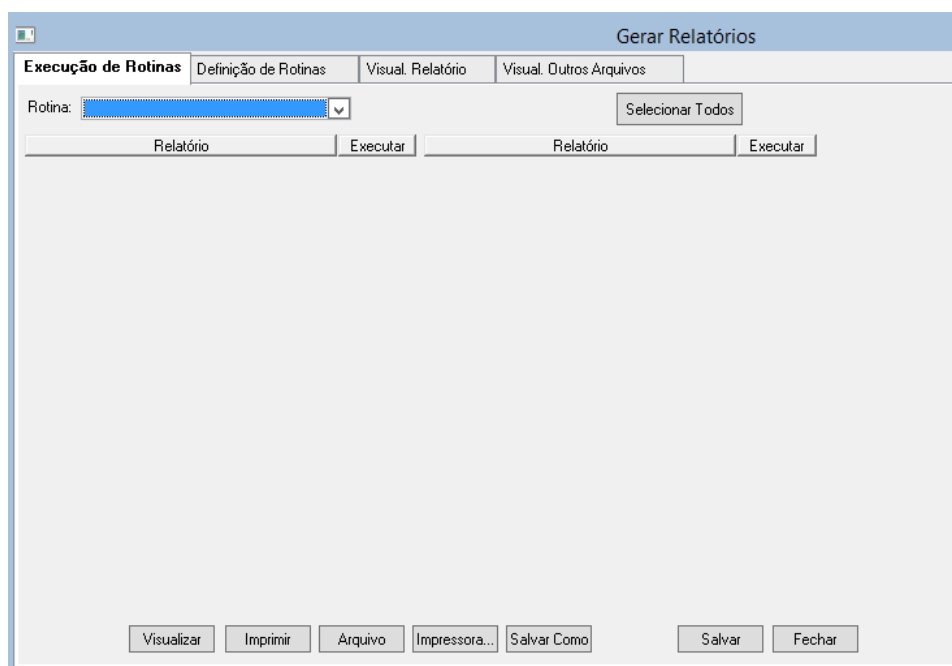 Gerar Relatórios
Execução de Rotinas Definição de Rotinas Visual. Relatório Visual. Outros Arquivos
Rotina: Selecionar Todos
Relatório Executar Relatório Executar
Visualizar Imprimir Arquivo Impressora... Salvar Como Salvar Fechar